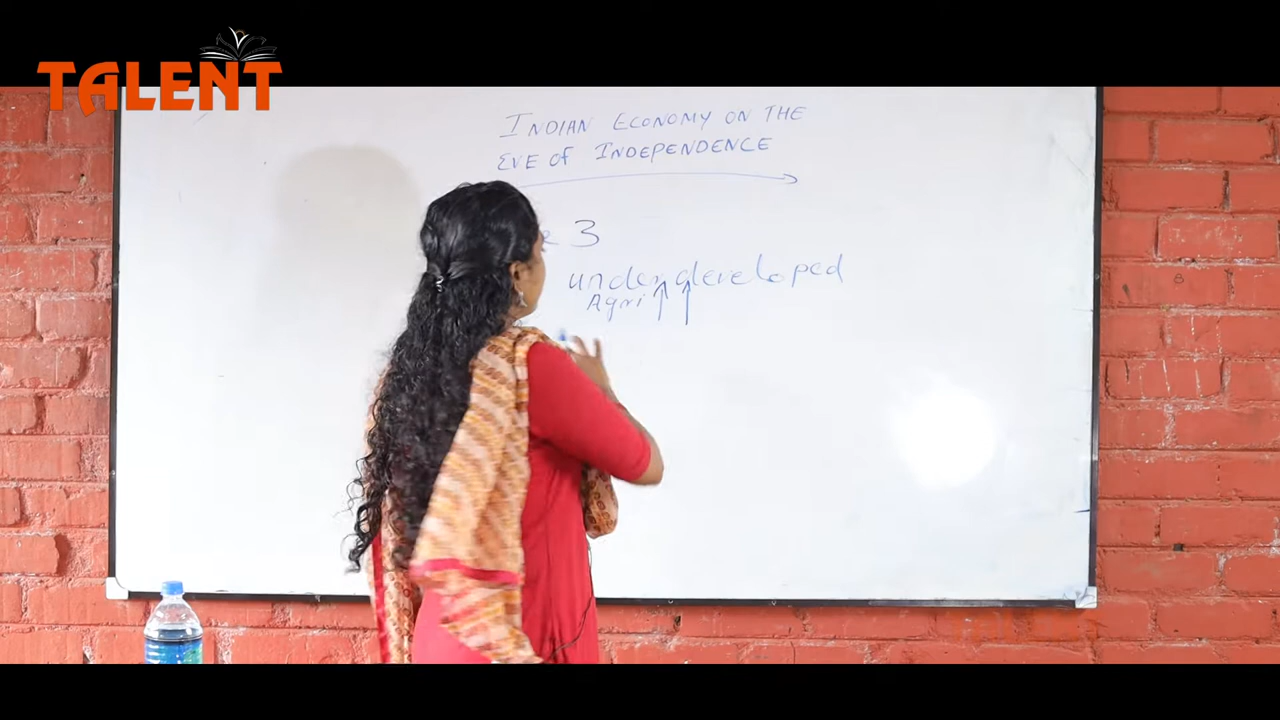 TALENT
INDIAN ECONOMY ON THE
EVE OF INDEPENDENCE
3
underdeveloped
Agri